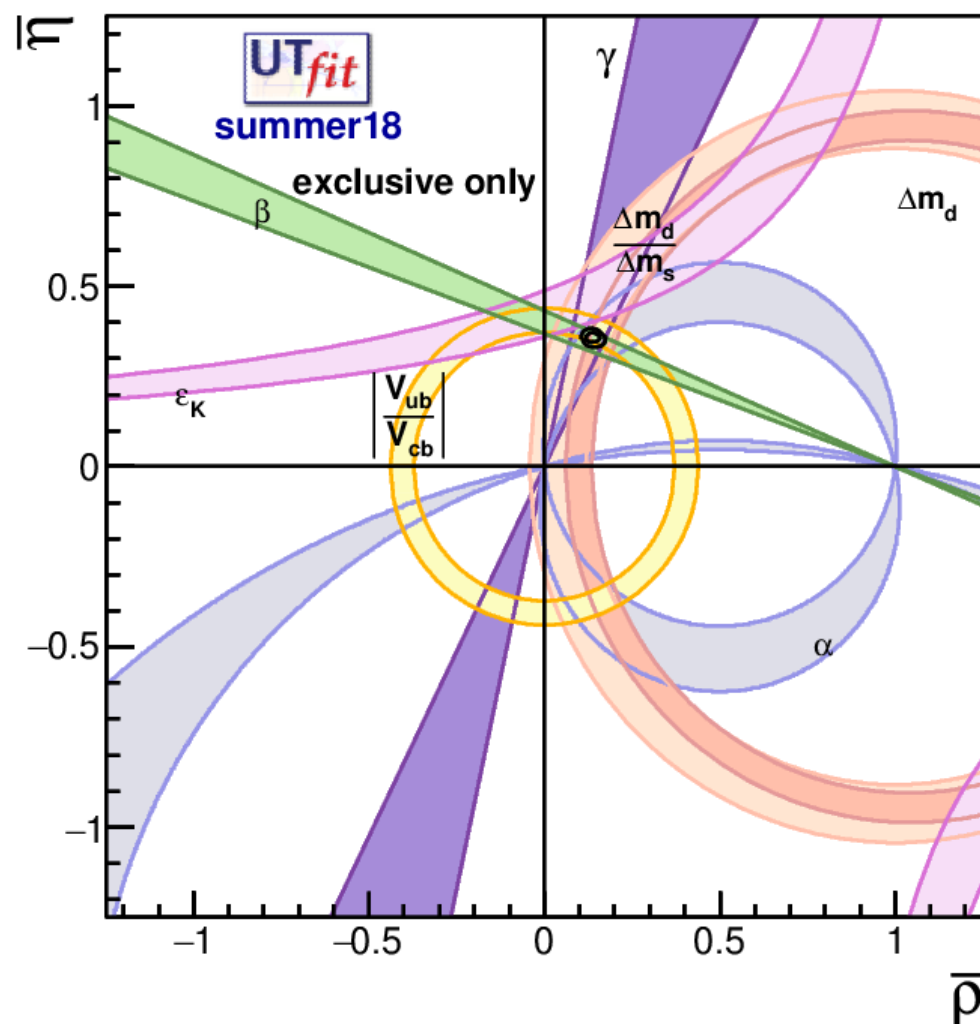 η̅
UTfit
summer18
exclusive only
γ
β
Δm_d
Δm_d
Δm_s
ε_K
|V_ub
V_cb|
α
1
0.5
0
−0.5
−1
−1
−0.5
0
0.5
1
ρ̅